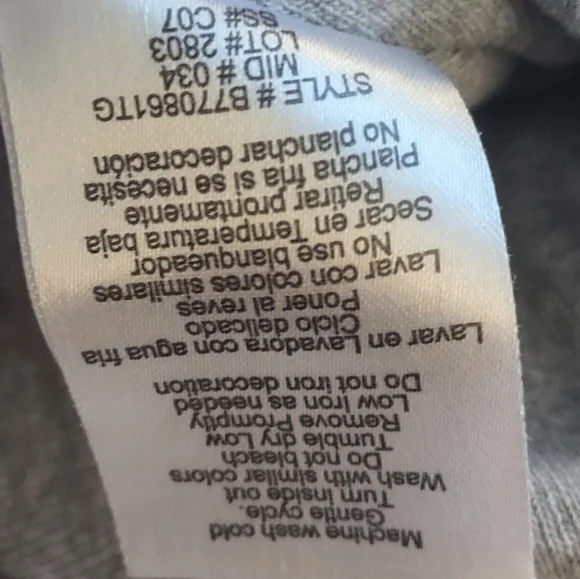 Machine wash cold
Gentle cycle.
Turn inside out
Wash with similar colors
Do not bleach
Tumble dry Low
Remove Promptly
Low Iron as needed
Do not iron decoration
Lavar en Lavadora con agua fria
Ciclo delicado
Poner al reves
Lavar con colores similares
No use blanqueador
Secar en Temperatura baja
Retirar prontamente
Plancha fria si se necesita
No planchar decoración
STYLE # B770861TG
MID # 034
LOT# 2803
SS# C07